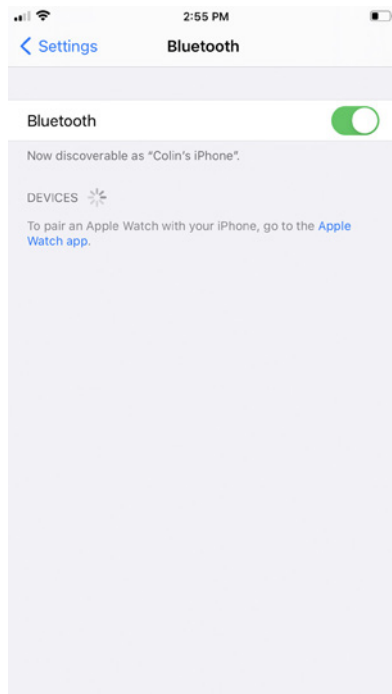 2:55 PM
Settings
Bluetooth
Bluetooth
Now discoverable as “Colin’s iPhone”.
DEVICES
To pair an Apple Watch with your iPhone, go to the Apple
Watch app.